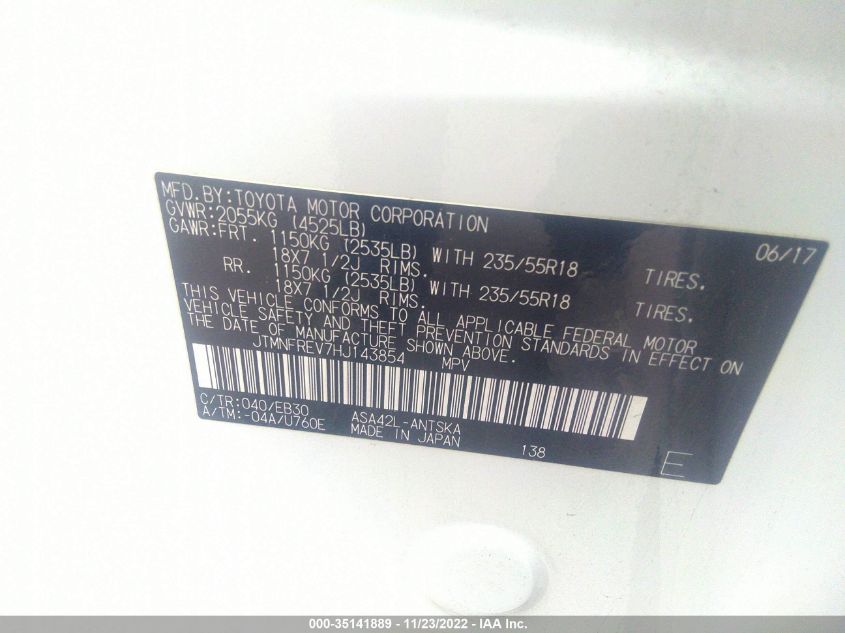 MFD.BY:TOYOTA MOTOR CORPORATION 06/17
GVWR:2055KG (4525LB)
GAWR:FRT. 1150KG (2535LB) WITH 235/55R18 TIRES.
18X7 1/2J RIMS.
RR. 1150KG (2535LB) WITH 235/55R18 TIRES.
18X7 1/2J RIMS.
THIS VEHICLE CONFORMS TO ALL APPLICABLE FEDERAL MOTOR
VEHICLE SAFETY AND THEFT PREVENTION STANDARDS IN EFFECT ON
THE DATE OF MANUFACTURE SHOWN ABOVE.
JTMNFREV7HJ143854 MPV
C/TR:040/EB30 ASA42L-ANTSKA
A/TM:-04A/U760E MADE IN JAPAN 138 E
000-35141889 - 11/23/2022 - IAA Inc.